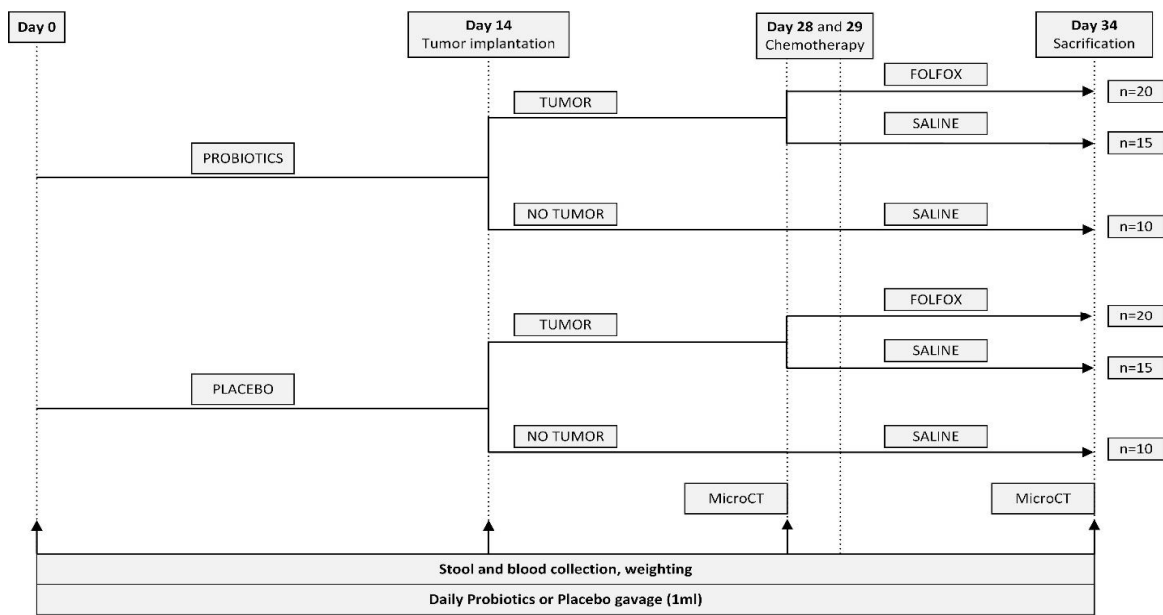 Day 0
Day 14
Tumor implantation
Day 28 and 29
Chemotherapy
Day 34
Sacrification
FOLFOX
n=20
TUMOR
SALINE
n=15
PROBIOTICS
NO TUMOR
SALINE
n=10
FOLFOX
n=20
TUMOR
SALINE
n=15
PLACEBO
NO TUMOR
SALINE
n=10
MicroCT
MicroCT
Stool and blood collection, weighting
Daily Probiotics or Placebo gavage (1ml)